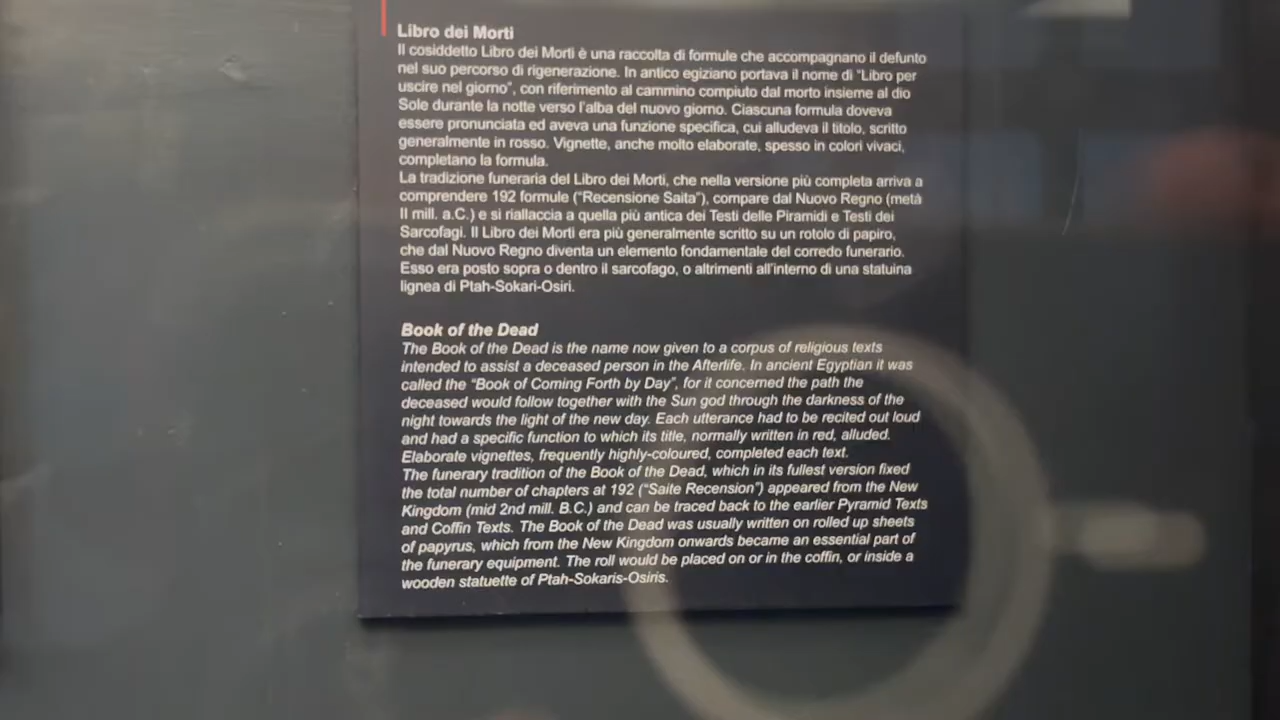 Libro dei Morti
Il cosiddetto Libro dei Morti è una raccolta di formule che accompagnano il defunto
nel suo percorso di rigenerazione. In antico egiziano portava il nome di "Libro per
uscire nel giorno", con riferimento al cammino compiuto dal morto insieme al dio
Sole durante la notte verso l'alba del nuovo giorno. Ciascuna formula doveva
essere pronunciata ed aveva una funzione specifica, cui alludeva il titolo, scritto
generalmente in rosso. Vignette, anche molto elaborate, spesso in colori vivaci,
completano la formula.
La tradizione funeraria del Libro dei Morti, che nella versione più completa arriva a
comprendere 192 formule ("Recensione Saita"), compare dal Nuovo Regno (metà
II mill. a.C.) e si riallaccia a quella più antica dei Testi delle Piramidi e Testi dei
Sarcofagi. Il Libro dei Morti era più generalmente scritto su un rotolo di papiro,
che dal Nuovo Regno diventa un elemento fondamentale del corredo funerario.
Esso era posto sopra o dentro il sarcofago, o altrimenti all'interno di una statuina
lignea di Ptah-Sokari-Osiri.
Book of the Dead
The Book of the Dead is the name now given to a corpus of religious texts
intended to assist a deceased person in the Afterlife. In ancient Egyptian it was
called the "Book of Coming Forth by Day", for it concerned the path the
deceased would follow together with the Sun god through the darkness of the
night towards the light of the new day. Each utterance had to be recited out loud
and had a specific function to which its title, normally written in red, alluded.
Elaborate vignettes, frequently highly-coloured, completed each text.
The funerary tradition of the Book of the Dead, which in its fullest version fixed
the total number of chapters at 192 ("Saite Recension") appeared from the New
Kingdom (mid 2nd mill. B.C.) and can be traced back to the earlier Pyramid Texts
and Coffin Texts. The Book of the Dead was usually written on rolled up sheets
of papyrus, which from the New Kingdom onwards became an essential part of
the funerary equipment. The roll would be placed on or in the coffin, or inside a
wooden statuette of Ptah-Sokaris-Osiris.